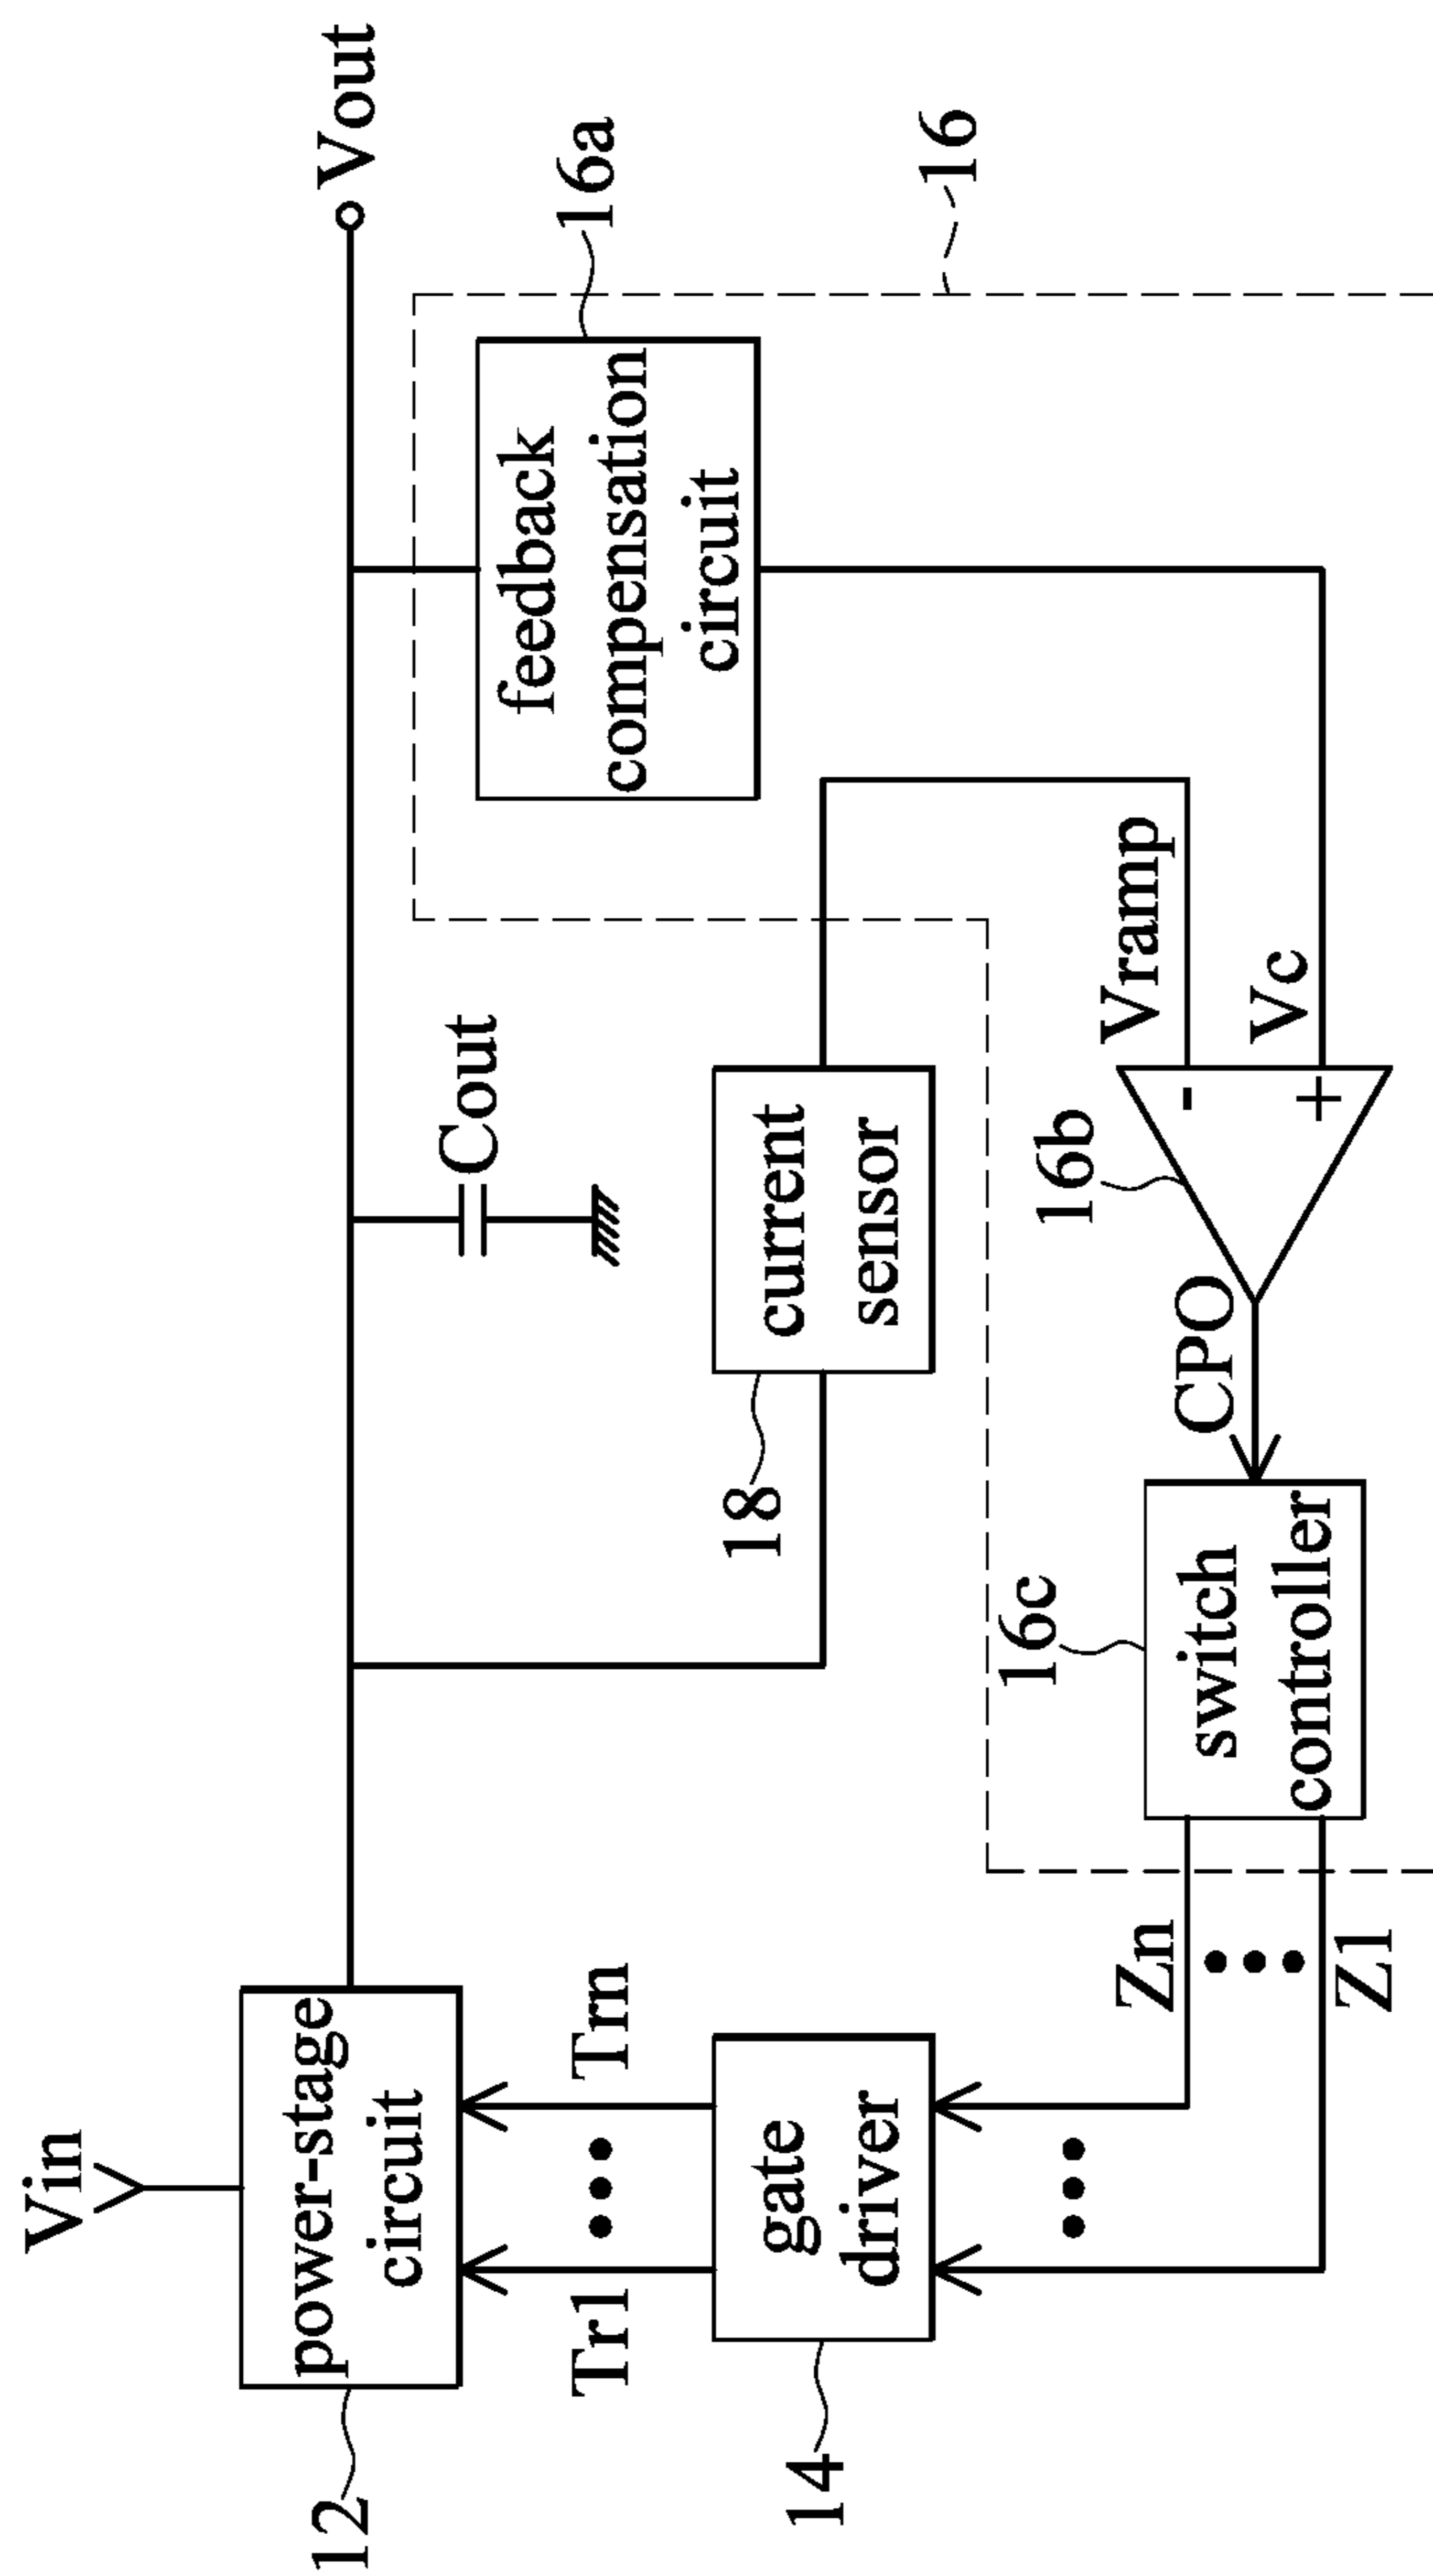 Vin
power-stage
circuit
12
Vout
Cout
Tr1
Trn
gate
driver
14
current
sensor
18
feedback
compensation
circuit
16a
16
Vramp
Vc
-
+
16b
CPO
switch
controller
16c
Zn
Z1